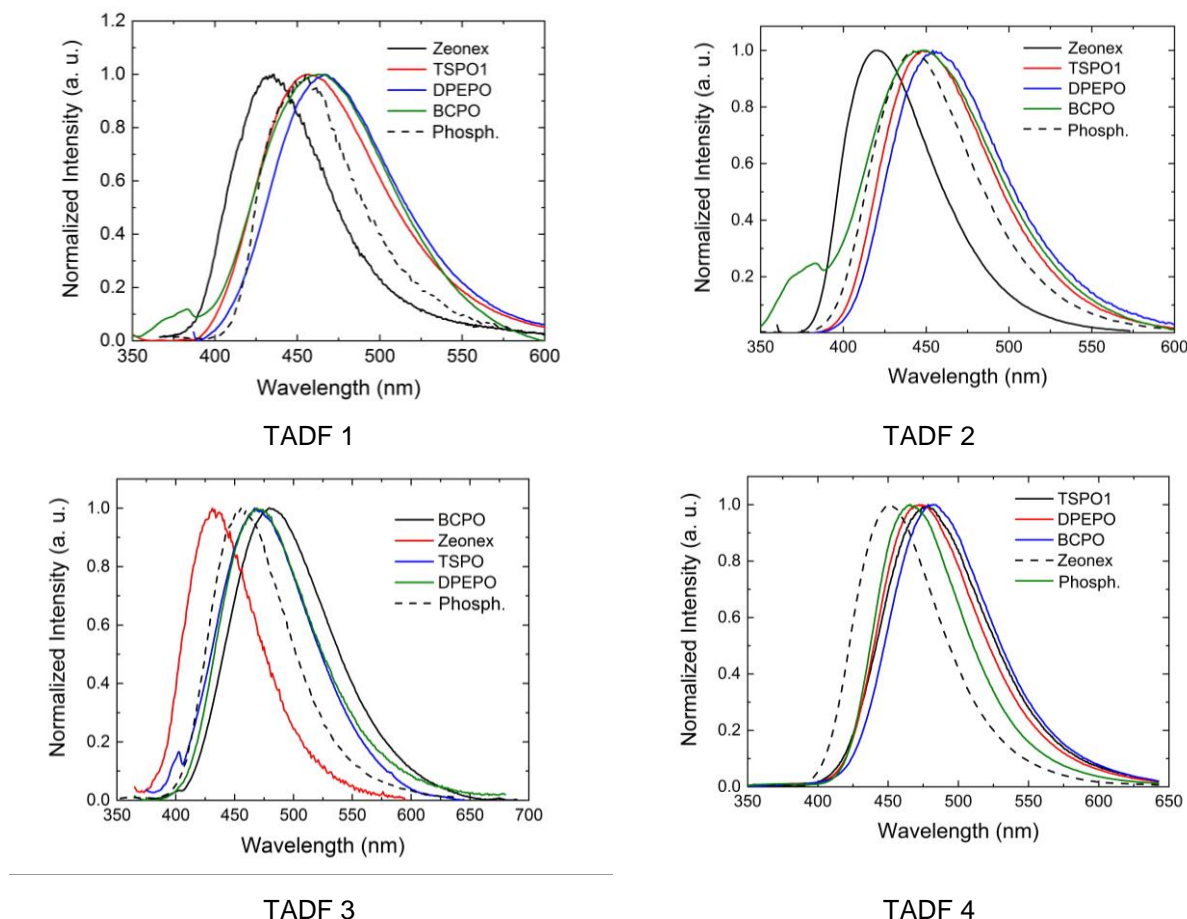 Normalized Intensity (a. u.)
1.2
1.0
0.8
0.6
0.4
0.2
0.0
Zeonex
TSPO1
DPEPO
BCPO
Phosph.
350 400 450 500 550 600
Wavelength (nm)
TADF 1
Normalized Intensity (a. u.)
1.0
0.8
0.6
0.4
0.2
Zeonex
TSPO1
DPEPO
BCPO
Phosph.
350 400 450 500 550 600
Wavelength (nm)
TADF 2
Normalized Intensity (a. u.)
1.0
0.8
0.6
0.4
0.2
0.0
BCPO
Zeonex
TSPO
DPEPO
Phosph.
350 400 450 500 550 600 650 700
Wavelength (nm)
TADF 3
Normalized Intensity (a. u.)
1.0
0.8
0.6
0.4
0.2
0.0
TSPO1
DPEPO
BCPO
Zeonex
Phosph.
350 400 450 500 550 600 650
Wavelength (nm)
TADF 4